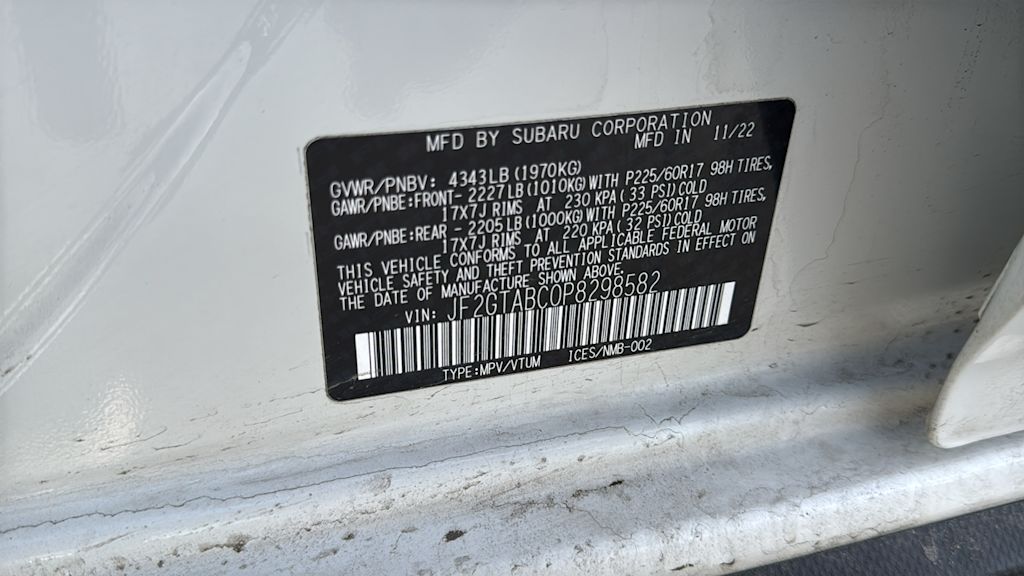 MFD BY SUBARU CORPORATION
MFD IN 11/22
GVWR/PNBV: 4343LB(1970KG)
GAWR/PNBE:FRONT- 2227LB(1010KG)WITH P225/60R17 98H TIRES,
17X7J RIMS AT 230 KPA( 33 PSI)COLD
GAWR/PNBE:REAR - 2205LB(1000KG)WITH P225/60R17 98H TIRES,
17X7J RIMS AT 220 KPA( 32 PSI)COLD
THIS VEHICLE CONFORMS TO ALL APPLICABLE FEDERAL MOTOR
VEHICLE SAFETY AND THEFT PREVENTION STANDARDS IN EFFECT ON
THE DATE OF MANUFACTURE SHOWN ABOVE.
VIN: JF2GTABC0P8298582
TYPE:MPV/VTUM ICES/NMB-002